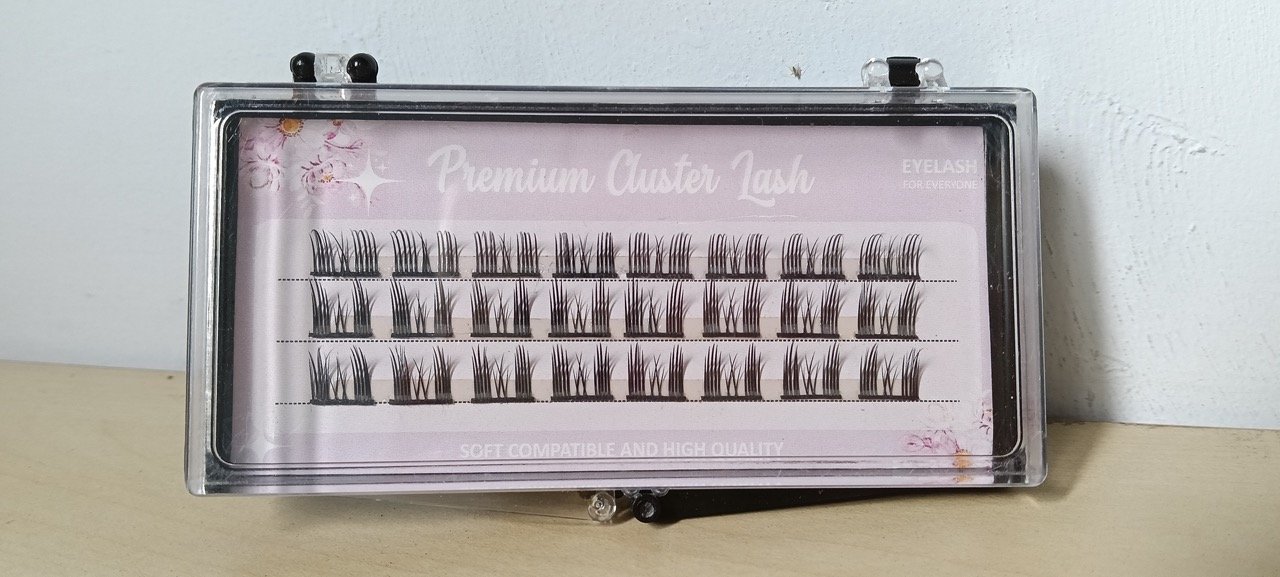 Premium Cluster Lash
EYELASH
FOR EVERYONE
SOFT COMPATIBLE AND HIGH QUALITY